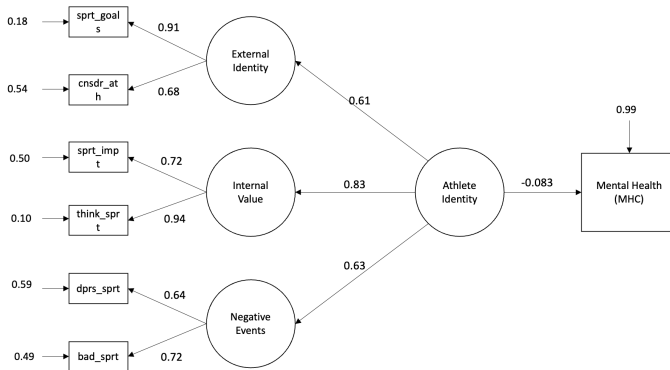 0.18
sprt_goal
s
0.91
External
Identity
0.54
cnsdr_at
h
0.68
0.61
0.99
0.50
sprt_imp
t
0.72
Internal
Value
0.83
Athlete
Identity
-0.083
Mental Health
(MHC)
0.10
think_spr
t
0.94
0.63
0.59
dprs_sprt
0.64
Negative
Events
0.49
bad_sprt
0.72